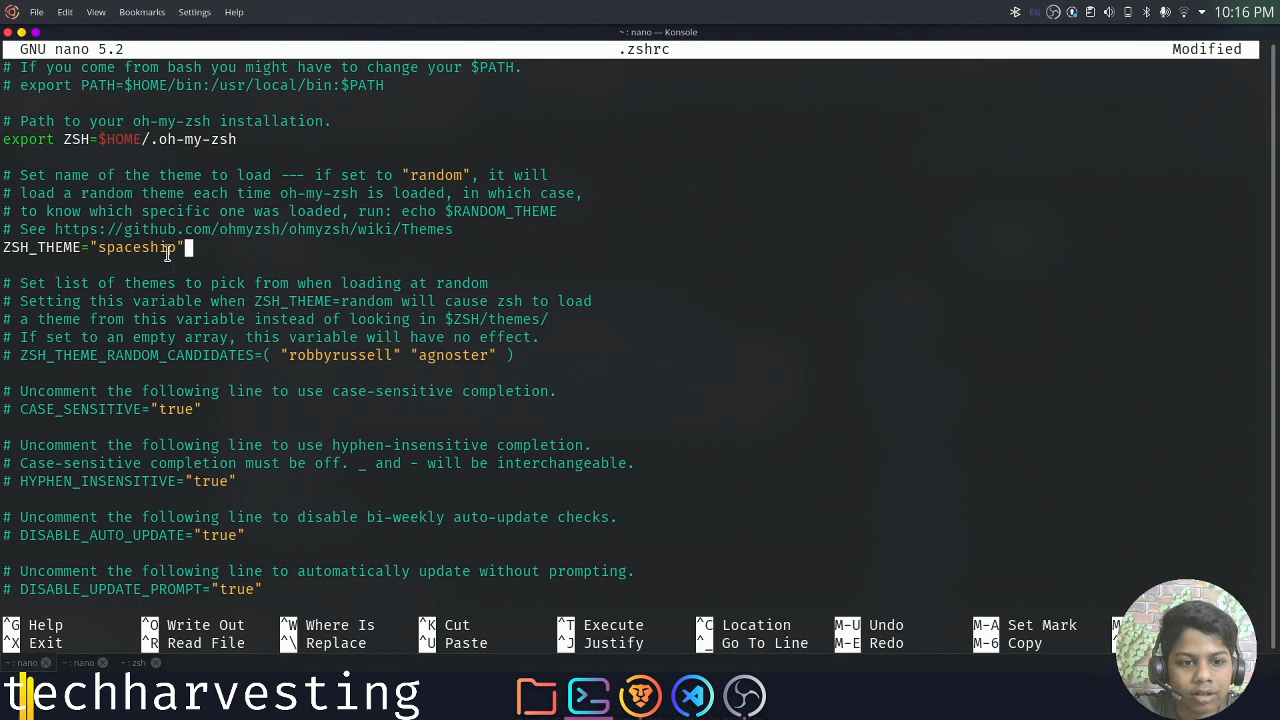 File Edit View Bookmarks Settings Help EN 10:16 PM
~ : nano — Konsole
GNU nano 5.2 .zshrc Modified
# If you come from bash you might have to change your $PATH.
# export PATH=$HOME/bin:/usr/local/bin:$PATH
# Path to your oh-my-zsh installation.
export ZSH=$HOME/.oh-my-zsh
# Set name of the theme to load --- if set to "random", it will
# load a random theme each time oh-my-zsh is loaded, in which case,
# to know which specific one was loaded, run: echo $RANDOM_THEME
# See https://github.com/ohmyzsh/ohmyzsh/wiki/Themes
ZSH_THEME="spaceship"
# Set list of themes to pick from when loading at random
# Setting this variable when ZSH_THEME=random will cause zsh to load
# a theme from this variable instead of looking in $ZSH/themes/
# If set to an empty array, this variable will have no effect.
# ZSH_THEME_RANDOM_CANDIDATES=( "robbyrussell" "agnoster" )
# Uncomment the following line to use case-sensitive completion.
# CASE_SENSITIVE="true"
# Uncomment the following line to use hyphen-insensitive completion.
# Case-sensitive completion must be off. _ and - will be interchangeable.
# HYPHEN_INSENSITIVE="true"
# Uncomment the following line to disable bi-weekly auto-update checks.
# DISABLE_AUTO_UPDATE="true"
# Uncomment the following line to automatically update without prompting.
# DISABLE_UPDATE_PROMPT="true"
^G Help ^O Write Out ^W Where Is ^K Cut ^T Execute ^C Location M-U Undo M-A Set Mark
^X Exit ^R Read File ^\ Replace ^U Paste ^J Justify ^_ Go To Line M-E Redo M-6 Copy
~ : nano ~ : nano ~ : zsh
techharvesting